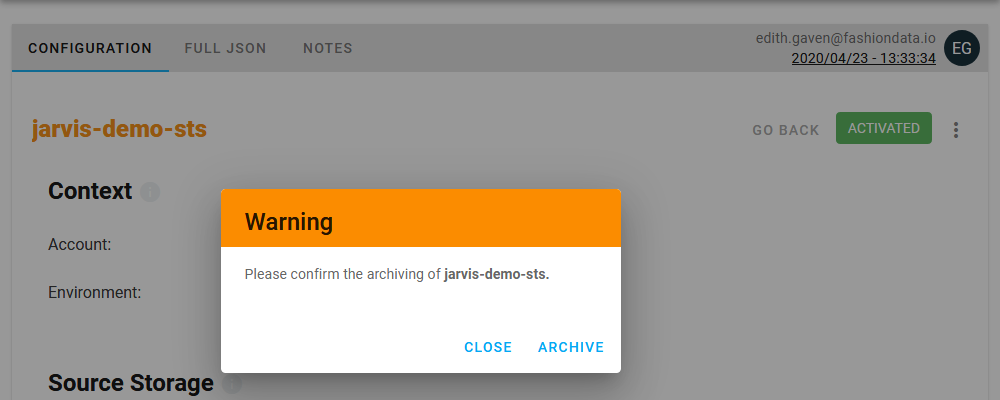 CONFIGURATION FULL JSON NOTES
edith.gaven@fashiondata.io
2020/04/23 - 13:33:34
EG
jarvis-demo-sts
GO BACK
ACTIVATED
Context
Account:
Environment:
Source Storage
Warning
Please confirm the archiving of jarvis-demo-sts.
CLOSE ARCHIVE